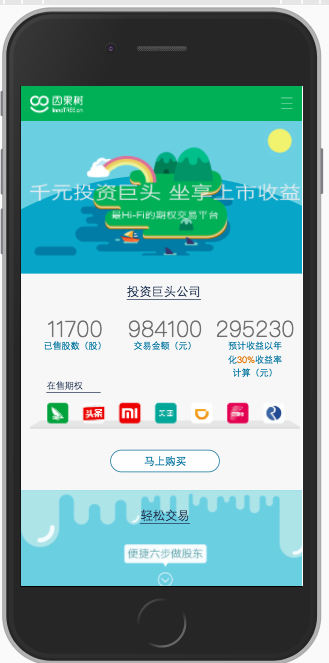 因果树
InnoTREE.cn
千元投资巨头 坐享上市收益
最Hi-Fi的期权交易平台
投资巨头公司
11700 984100 295230
已售股数（股） 交易金额（元） 预计收益以年
化30%收益率
计算（元）
在售期权
头条
马上购买
轻松交易
便捷六步做股东